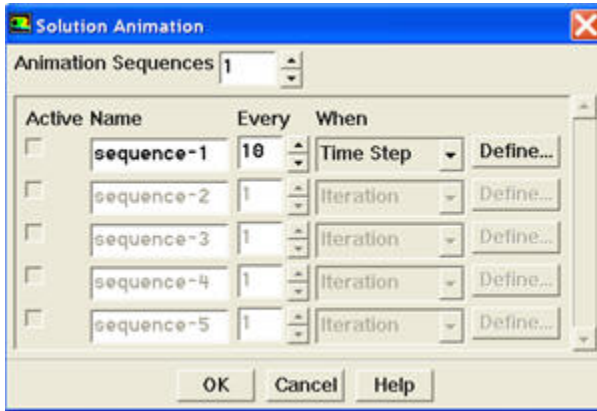 Solution Animation
Animation Sequences 1
Active Name Every When
sequence-1 10 Time Step Define...
sequence-2 1 Iteration Define...
sequence-3 1 Iteration Define...
sequence-4 1 Iteration Define...
sequence-5 1 Iteration Define...
OK Cancel Help